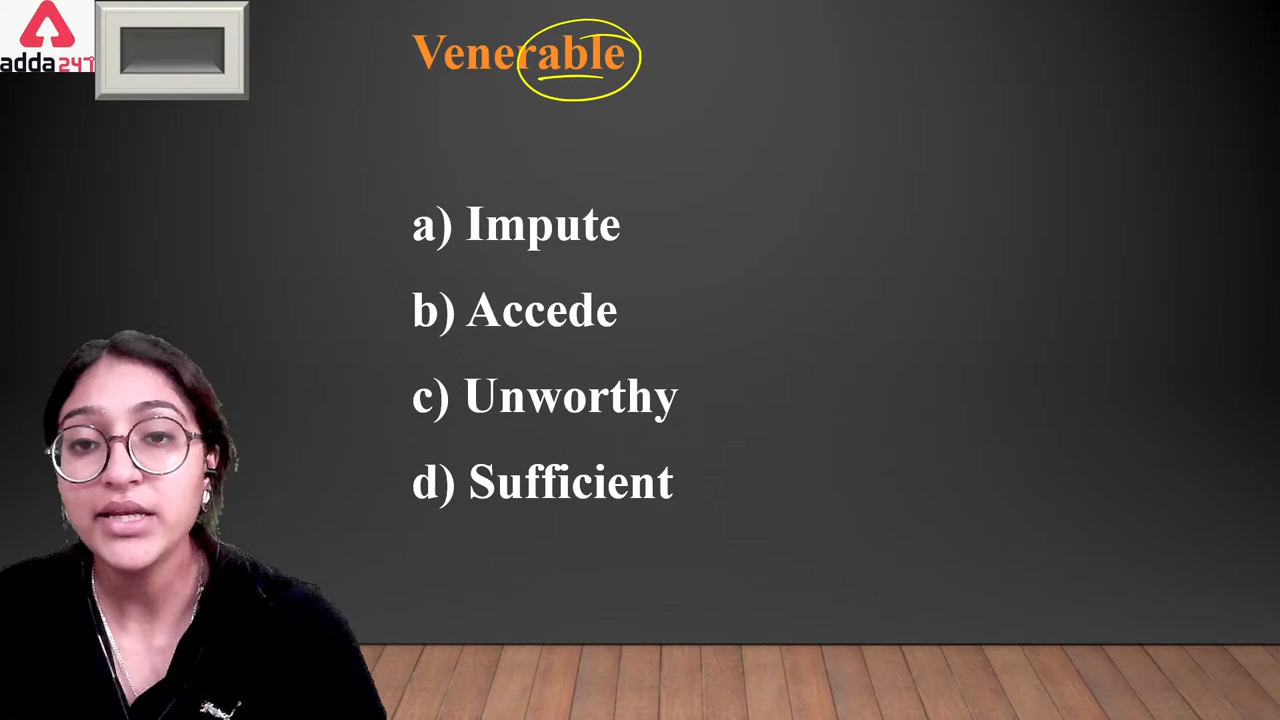 adda247
Venerable
a) Impute
b) Accede
c) Unworthy
d) Sufficient